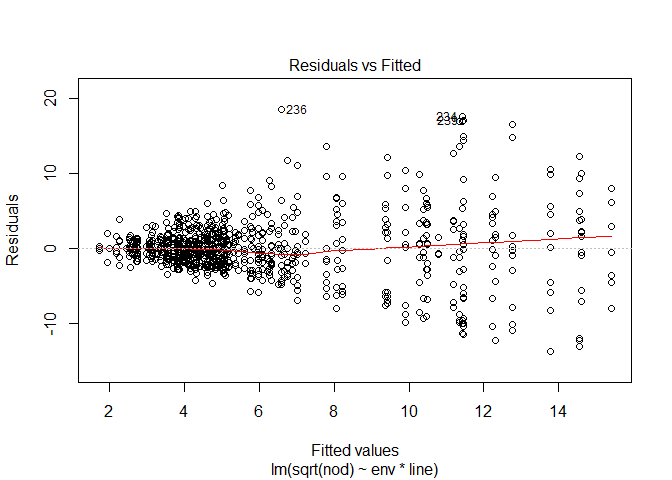 Residuals vs Fitted
20
10
0
-10
Residuals
236
234
239
2 4 6 8 10 12 14
Fitted values
lm(sqrt(nod) ~ env * line)